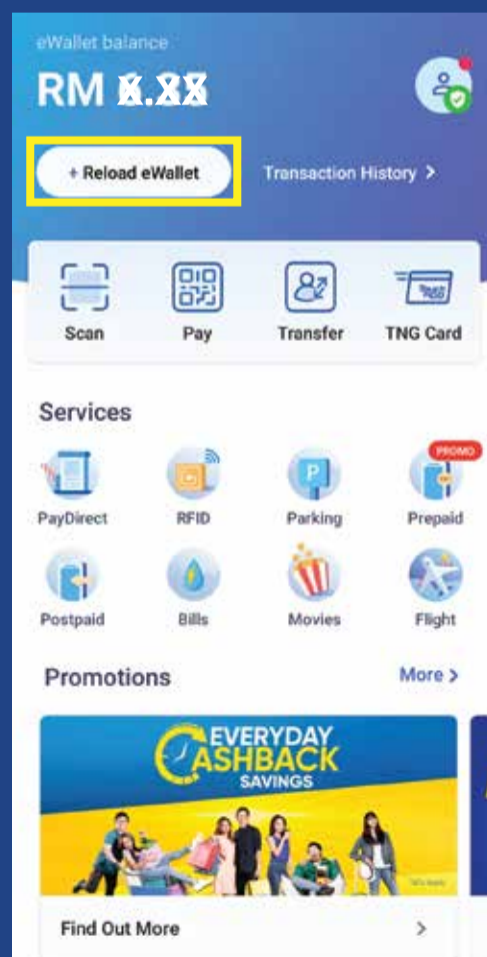 eWallet balance
RM
+ Reload eWallet
Transaction History >
Scan
Pay
Transfer
TNG Card
Services
PROMO
PayDirect
RFID
Parking
Prepaid
Postpaid
Bills
Movies
Flight
Promotions
More >
EVERYDAY
CASHBACK
SAVINGS
Find Out More >